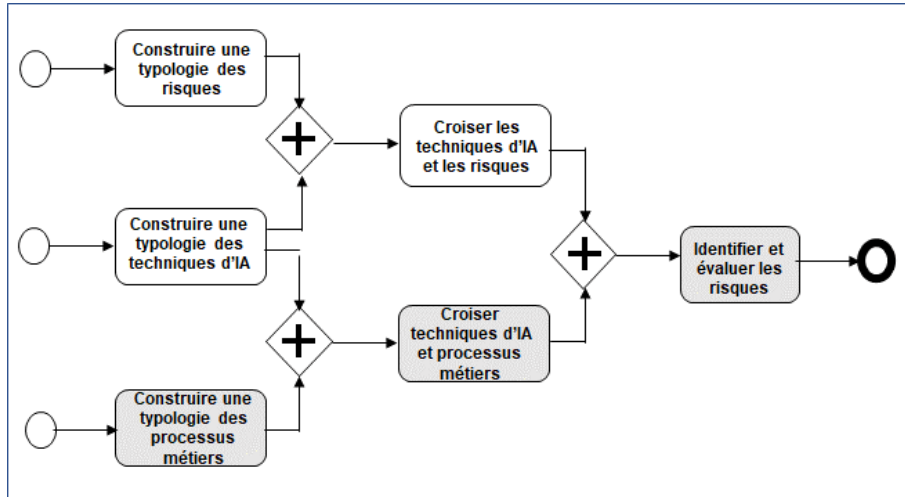 Construire une
typologie des
risques
Croiser les
techniques d'IA
et les risques
Construire une
typologie des
techniques d'IA
Identifier et
évaluer les
risques
Croiser
techniques d'IA
et processus
métiers
Construire une
typologie des
processus
métiers